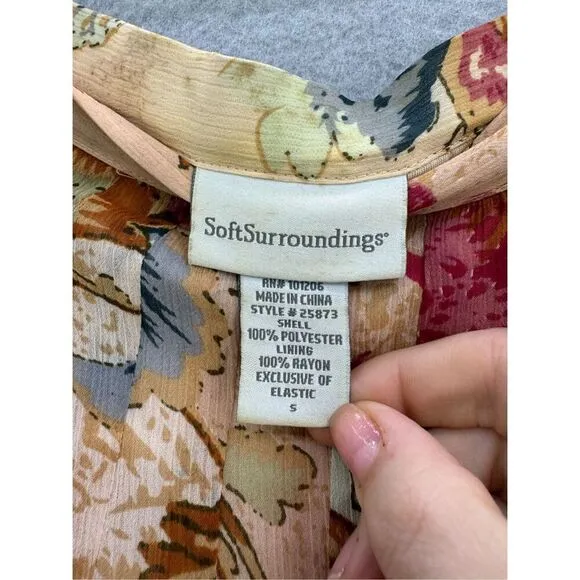 SoftSurroundings®
RN# 101206
MADE IN CHINA
STYLE # 25873
SHELL
100% POLYESTER
LINING
100% RAYON
EXCLUSIVE OF
ELASTIC
S